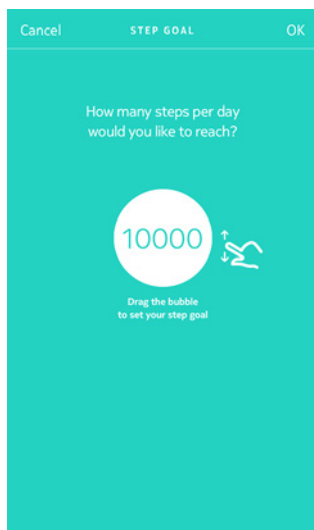 Cancel STEP GOAL OK
How many steps per day
would you like to reach?
10000
Drag the bubble
to set your step goal